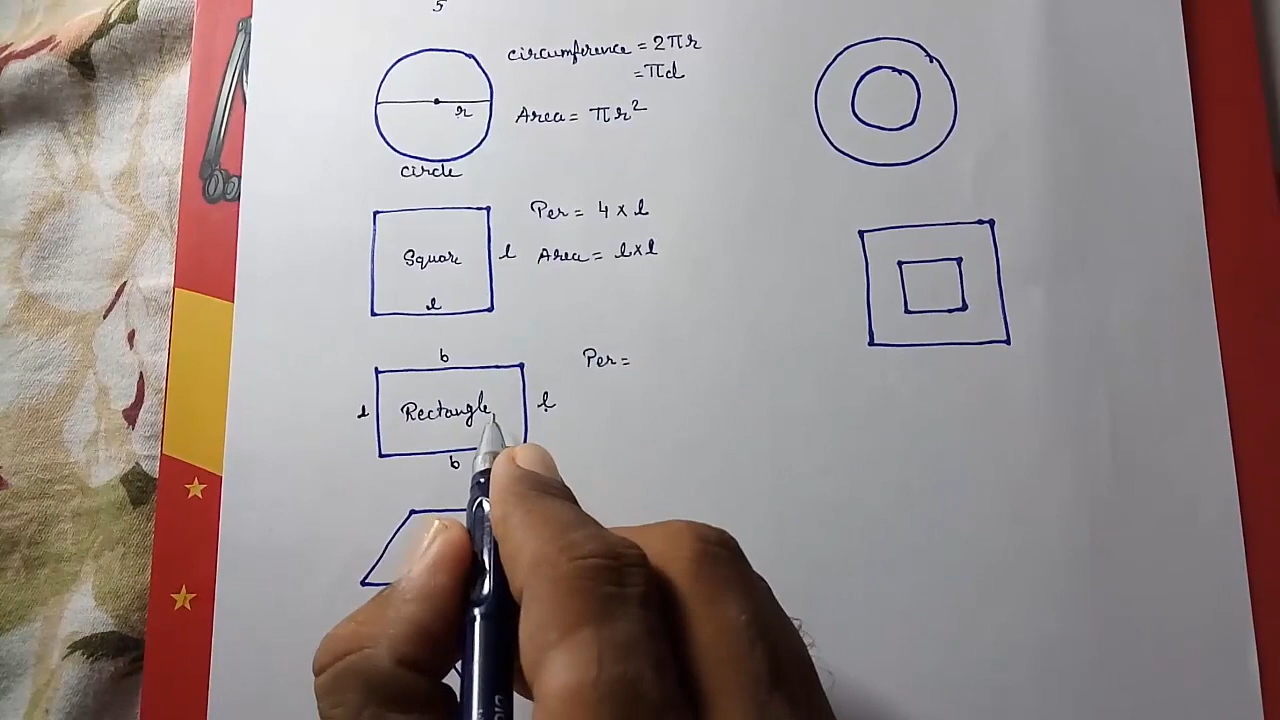 5
circumference = 2πr
= πd
r
Area = πr²
circle
Per = 4 × l
Square
l
Area = l×l
l
b
Per =
l
Rectangle
l
b